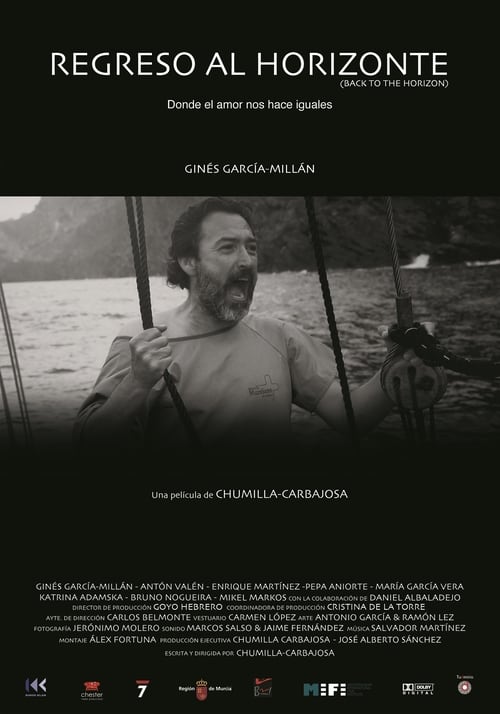 REGRESO AL HORIZONTE
(BACK TO THE HORIZON)
Donde el amor nos hace iguales
GINÉS GARCÍA-MILLÁN
Una película de CHUMILLA-CARBAJOSA
GINÉS GARCÍA-MILLÁN - ANTÓN VALÉN - ENRIQUE MARTÍNEZ -PEPA ANIORTE - MARÍA GARCÍA VERA
KATRINA ADAMSKA - BRUNO NOGUEIRA - MIKEL MARKOS CON LA COLABORACIÓN DE DANIEL ALBALADEJO
DIRECTOR DE PRODUCCIÓN GOYO HEBRERO COORDINADORA DE PRODUCCIÓN CRISTINA DE LA TORRE
AYTE. DE DIRECCIÓN CARLOS BELMONTE VESTUARIO CARMEN LÓPEZ ARTE ANTONIO GARCÍA & RAMÓN LEZ
FOTOGRAFÍA JERÓNIMO MOLERO SONIDO MARCOS SALSO & JAIME FERNÁNDEZ MÚSICA SALVADOR MARTÍNEZ
MONTAJE ÁLEX FORTUNA PRODUCCIÓN EJECUTIVA CHUMILLA CARBAJOSA - JOSÉ ALBERTO SÁNCHEZ
ESCRITA Y DIRIGIDA POR CHUMILLA-CARBAJOSA
chester
7
Región de Murcia
DOLBY
DIGITAL